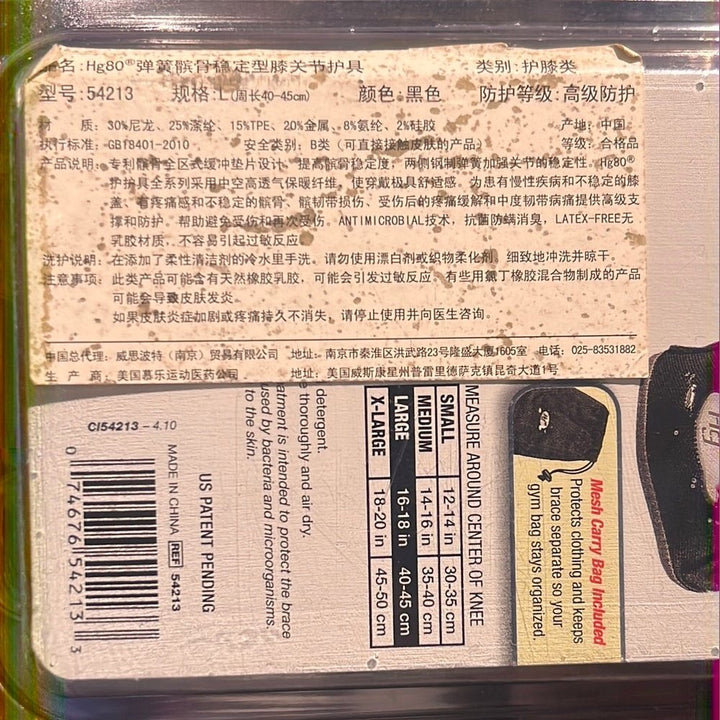 品名:Hg80®弹簧髌骨稳定型膝关节护具 类别:护膝类
型号:54213 规格:L(周长40-45cm) 颜色:黑色 防护等级:高级防护
材 质:30%尼龙、25%涤纶、15%TPE、20%金属、8%氨纶、2%硅胶 产地:中国
执行标准:GBT8401-2010 安全类别:B类(可直接接触皮肤的产品) 等级:合格品
产品说明:专利髌骨全区式缓冲垫片设计、提高髌骨稳定度;两侧钢制弹簧加强关节的稳定性。Hg80®
护具全系列采用中空高透气保暖纤维,使穿戴极具舒适感。为患有慢性疾病和不稳定的膝
盖、有疼痛感和不稳定的髌骨、髌韧带损伤、受伤后的疼痛缓解和中度韧带病痛提供高级支
撑和防护。帮助避免受伤和再次受伤。ANTIMICROBIAL技术,抗菌防螨消臭,LATEX-FREE无
乳胶材质,不容易引起过敏反应。
洗护说明:在添加了柔性清洁剂的冷水里手洗。请勿使用漂白剂或织物柔化剂。细致地冲洗并晾干。
注意事项:此类产品可能含有天然橡胶乳胶,可能会引发过敏反应。有些用氯丁橡胶混合物制成的产品
可能会导致皮肤发炎。
如果皮肤炎症加剧或疼痛持久不消失,请停止使用并向医生咨询。
中国总代理:威思波特(南京)贸易有限公司 地址:南京市秦淮区洪武路23号隆盛大厦1605室 电话:025-83531882
生 产 商:美国慕乐运动医药公司 地址:美国威斯康星州普雷里德萨克镇昆奇大道1号
detergent.
e thoroughly and air dry.
atment is intended to protect the brace
used by bacteria and microorganisms,
to the skin.
US PATENT PENDING
MADE IN CHINA REF 54213
CI54213 – 4.10
0 74676 54213 3
MEASURE AROUND CENTER OF KNEE
SMALL 12-14 in 30-35 cm
MEDIUM 14-16 in 35-40 cm
LARGE 16-18 in 40-45 cm
X-LARGE 18-20 in 45-50 cm
Mesh Carry Bag Included
Protects clothing and keeps
brace separate so your
gym bag stays organized.